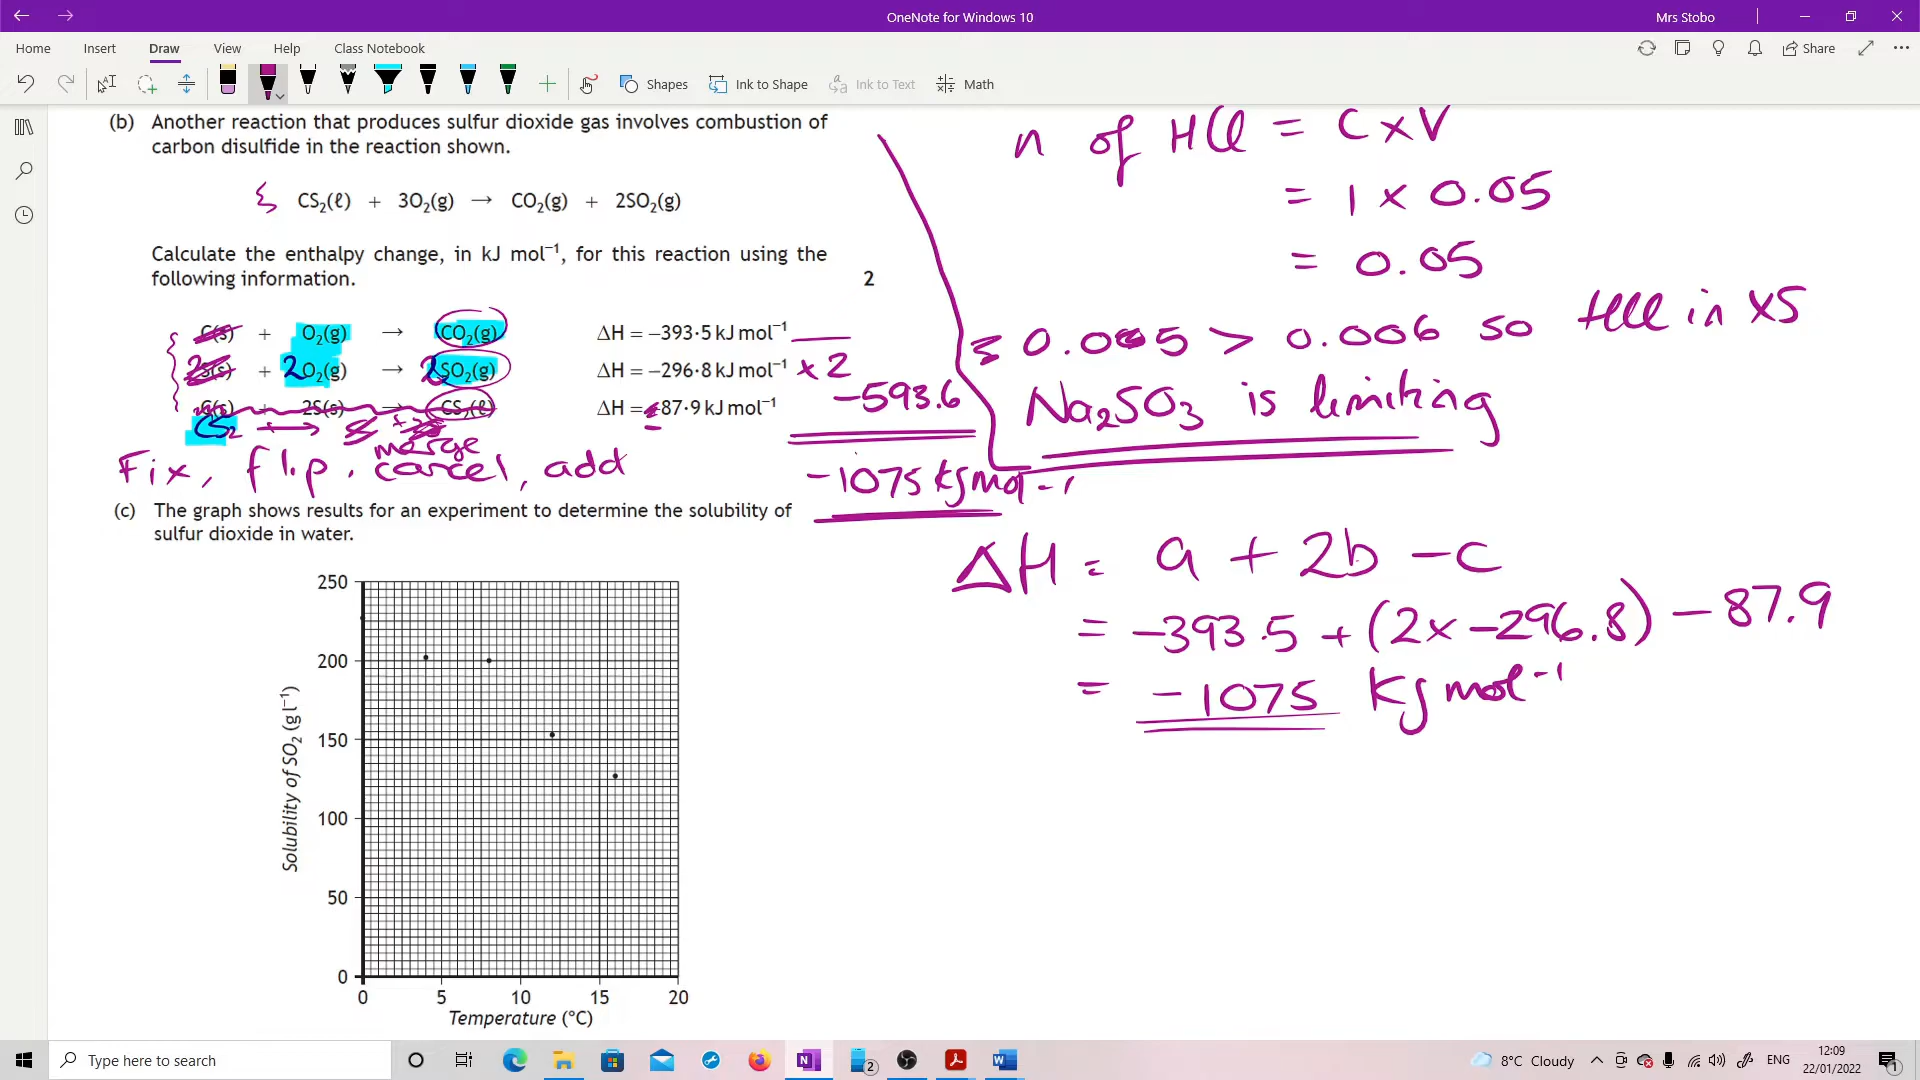 OneNote for Windows 10
Mrs Stobo
Home Insert Draw View Help Class Notebook
Share
Shapes Ink to Shape Ink to Text Math
(b) Another reaction that produces sulfur dioxide gas involves combustion of
carbon disulfide in the reaction shown.
CS₂(ℓ) + 3O₂(g) → CO₂(g) + 2SO₂(g)
Calculate the enthalpy change, in kJ mol⁻¹, for this reaction using the
following information.
2
C(s) + O₂(g) → CO₂(g) ΔH = −393·5 kJ mol⁻¹
2S(s) + 2O₂(g) → 2SO₂(g) ΔH = −296·8 kJ mol⁻¹ ×2
-593.6
C(s) + 2S(s) → CS₂(ℓ) ΔH = 87·9 kJ mol⁻¹
CS₂ →
merge
Fix, flip, cancel, add
-1075 kJ mol-1
n of HCl = C x V
= 1 x 0.05
= 0.05
0.05 > 0.006 so HCl in XS
Na₂SO₃ is limiting
ΔH = a + 2b - c
= -393.5 + (2x -296.8) - 87.9
= -1075 kJ mol⁻¹
(c) The graph shows results for an experiment to determine the solubility of
sulfur dioxide in water.
250
200
150
100
50
0
Solubility of SO₂ (g l⁻¹)
0 5 10 15 20
Temperature (°C)
Type here to search
2
8°C Cloudy
ENG
12:09
22/01/2022
1